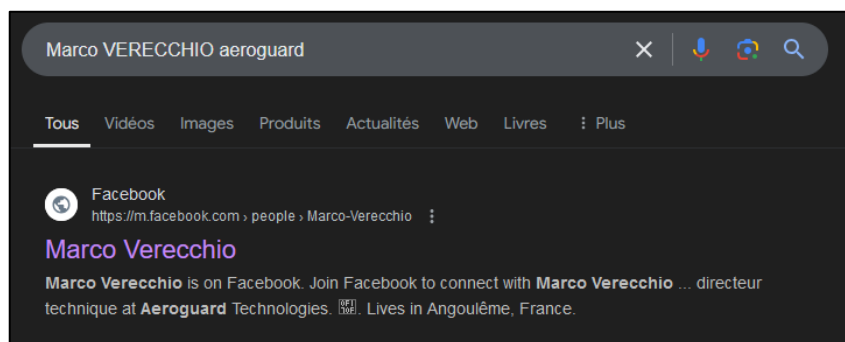 Marco VERECCHIO aeroguard
Tous Vidéos Images Produits Actualités Web Livres Plus
Facebook
https://m.facebook.com › people › Marco-Verecchio
Marco Verecchio
Marco Verecchio is on Facebook. Join Facebook to connect with Marco Verecchio ... directeur
technique at Aeroguard Technologies. . Lives in Angoulême, France.